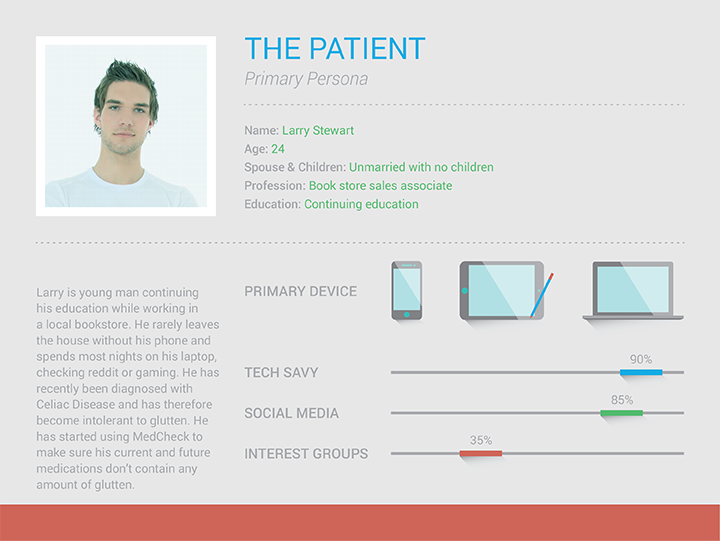 THE PATIENT
Primary Persona
Name: Larry Stewart
Age: 24
Spouse & Children: Unmarried with no children
Profession: Book store sales associate
Education: Continuing education
Larry is young man continuing
his education while working in
a local bookstore. He rarely leaves
the house without his phone and
spends most nights on his laptop,
checking reddit or gaming. He has
recently been diagnosed with
Celiac Disease and has therefore
become intolerant to glutten. He
has started using MedCheck to
make sure his current and future
medications don't contain any
amount of glutten.
PRIMARY DEVICE
TECH SAVY
90%
SOCIAL MEDIA
85%
INTEREST GROUPS
35%